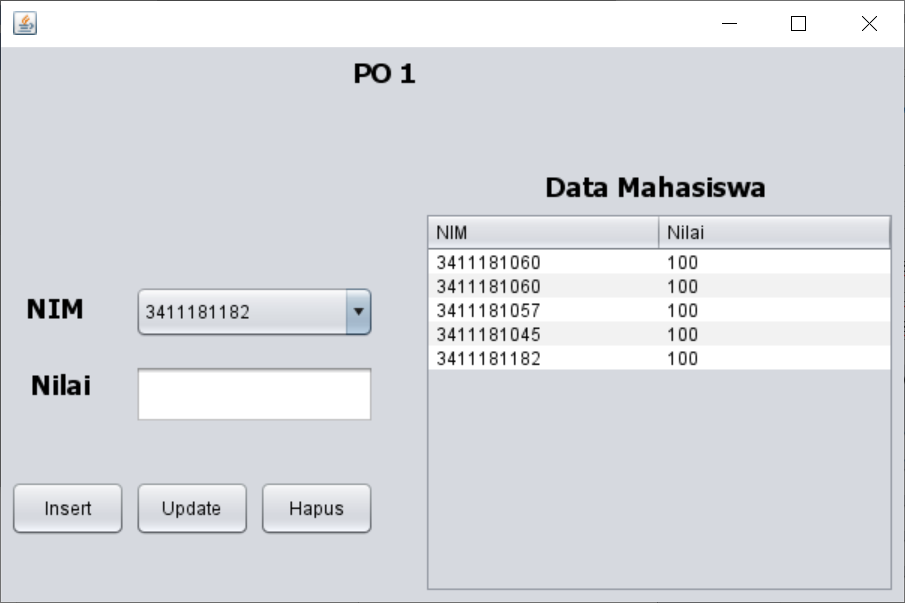 PO 1
Data Mahasiswa
NIM Nilai
3411181060 100
3411181060 100
3411181057 100
3411181045 100
3411181182 100
NIM 3411181182
Nilai
Insert Update Hapus